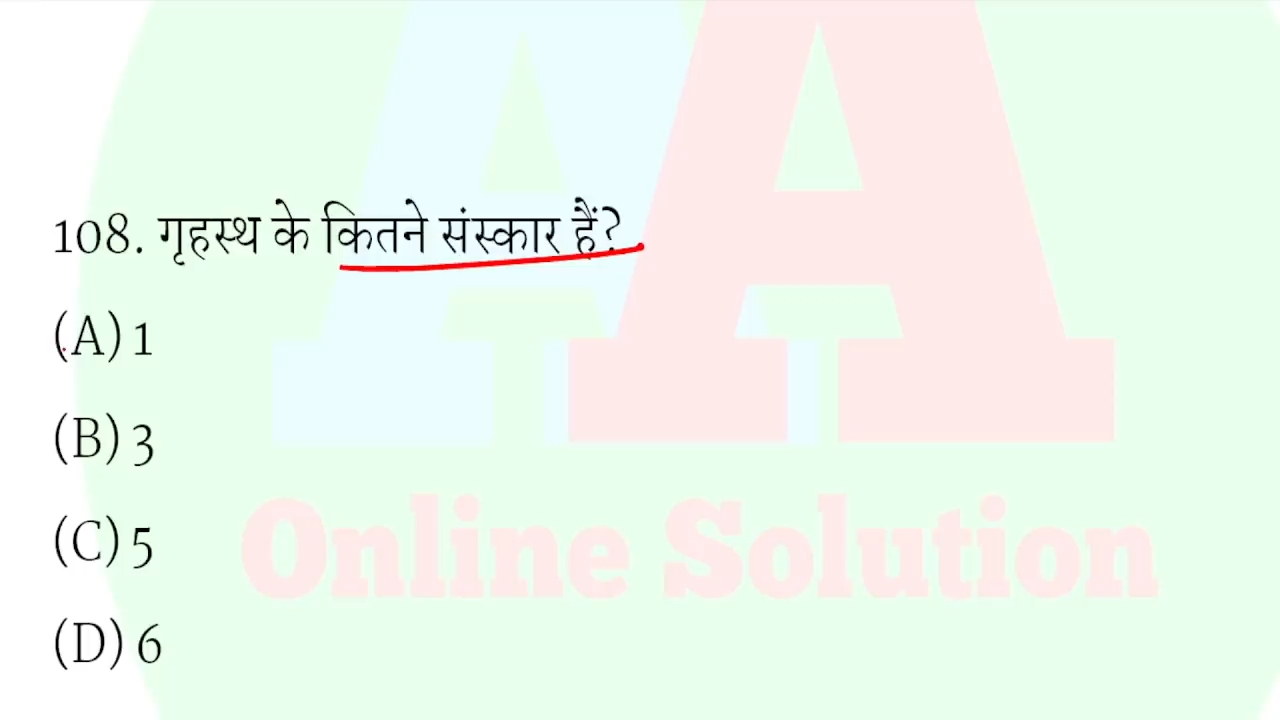 108. गृहस्थ के कितने संस्कार हैं?
(A) 1
(B) 3
(C) 5
(D) 6
AA
Online Solution